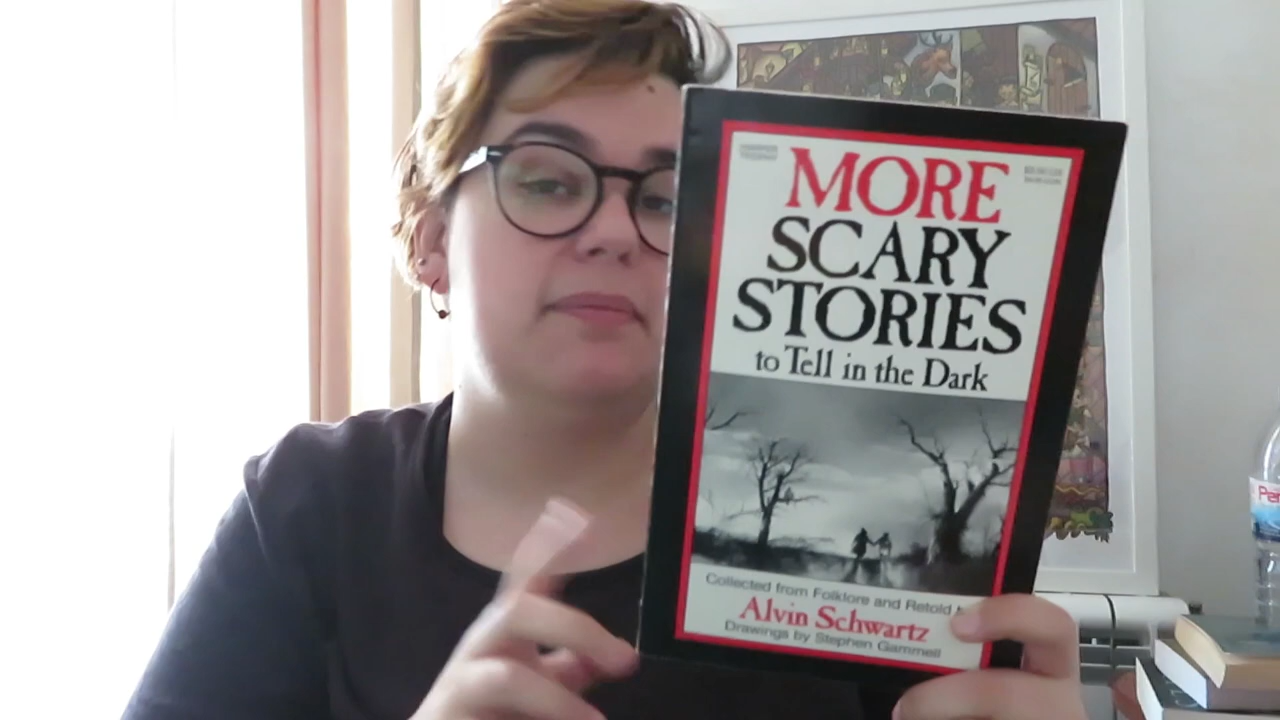 MORE
SCARY
STORIES
to Tell in the Dark
Collected from Folklore and Retold
Alvin Schwartz
Drawings by Stephen Gammell